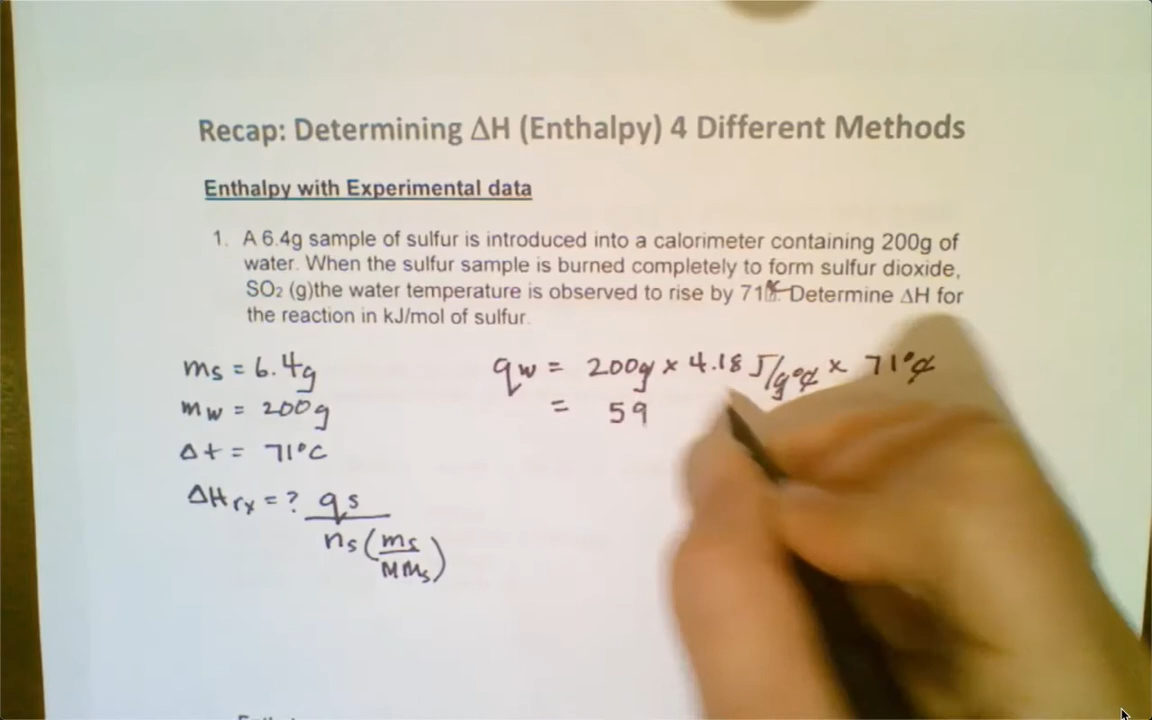 Recap: Determining ΔH (Enthalpy) 4 Different Methods
Enthalpy with Experimental data
1. A 6.4g sample of sulfur is introduced into a calorimeter containing 200g of
water. When the sulfur sample is burned completely to form sulfur dioxide,
SO₂ (g)the water temperature is observed to rise by 71 Determine ΔH for
the reaction in kJ/mol of sulfur.
ms = 6.4g
mw = 200g
Δt = 71°C
ΔHrx = ? qs
ns (ms
MMs)
qw = 200g x 4.18 J/g°C x 71°C
= 59